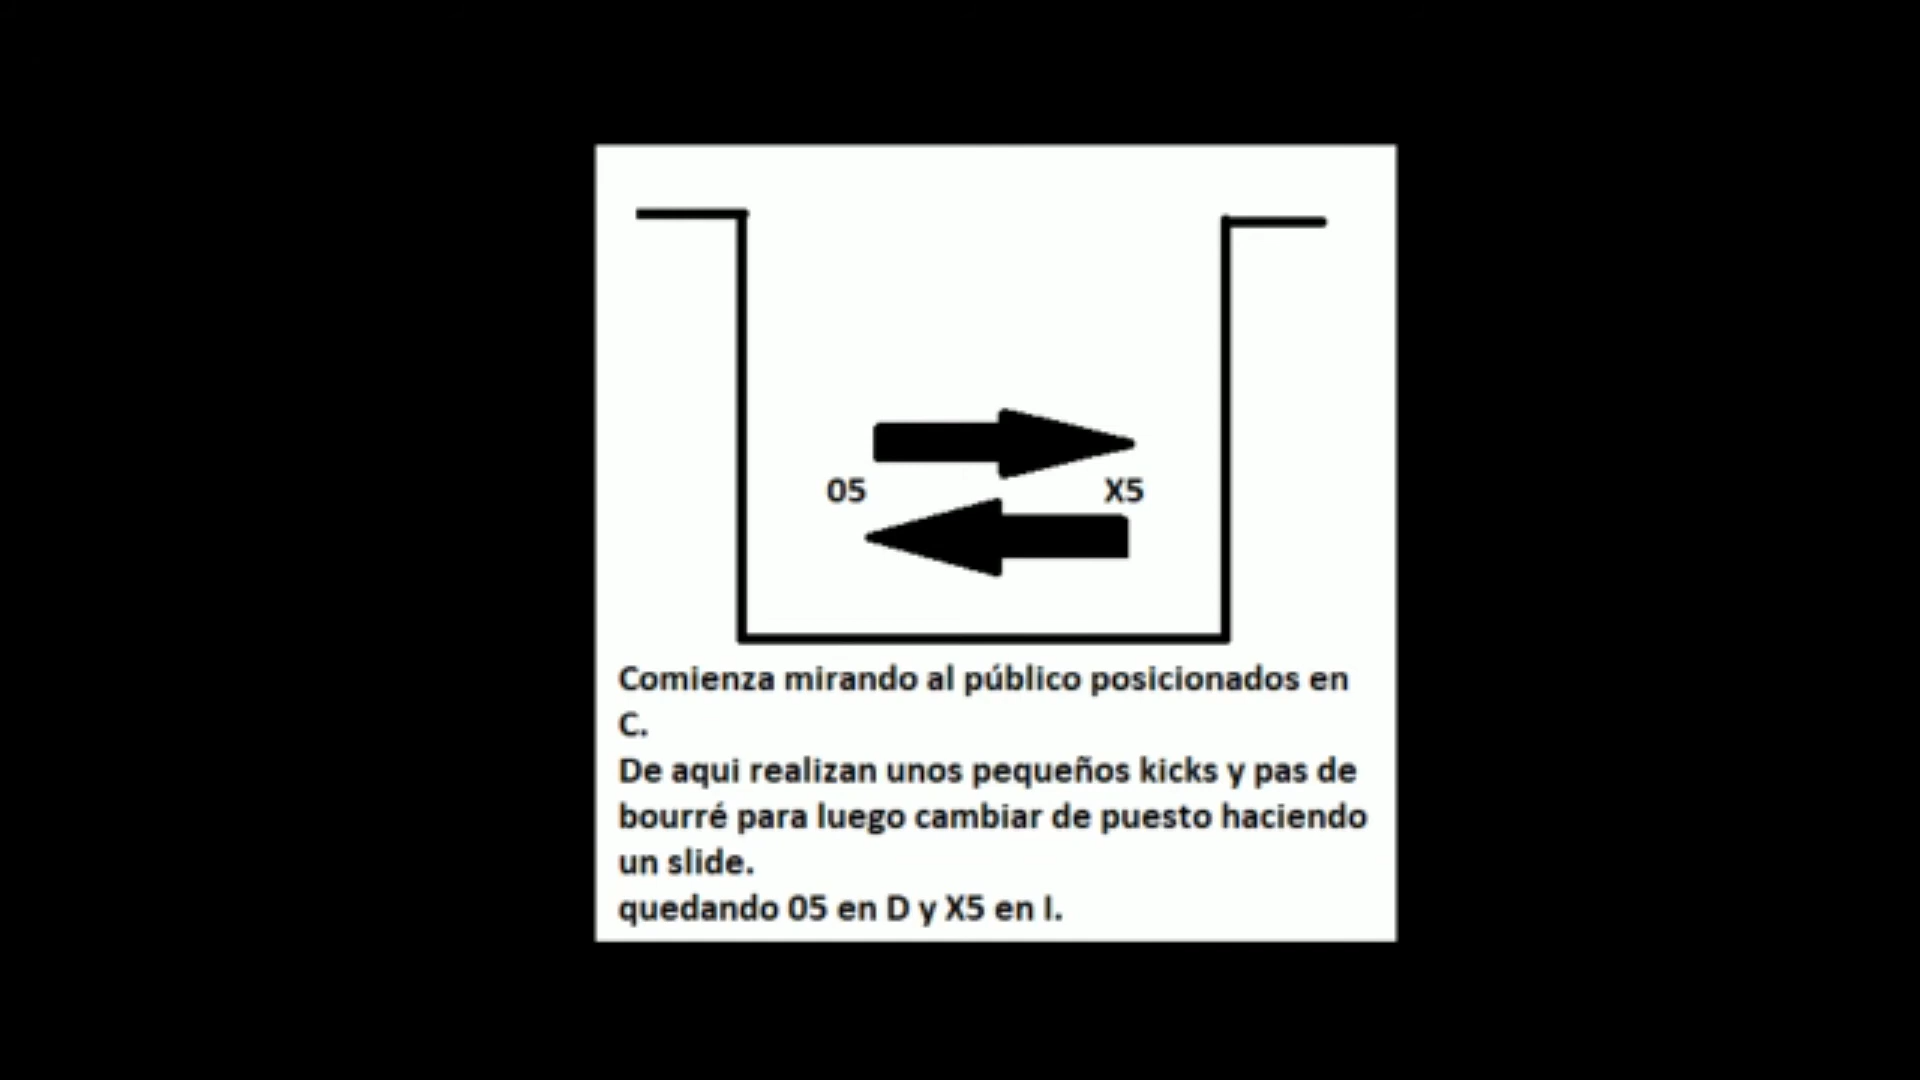 05 X5
Comienza mirando al público posicionados en
C.
De aqui realizan unos pequeños kicks y pas de
bourré para luego cambiar de puesto haciendo
un slide.
quedando 05 en D y X5 en I.